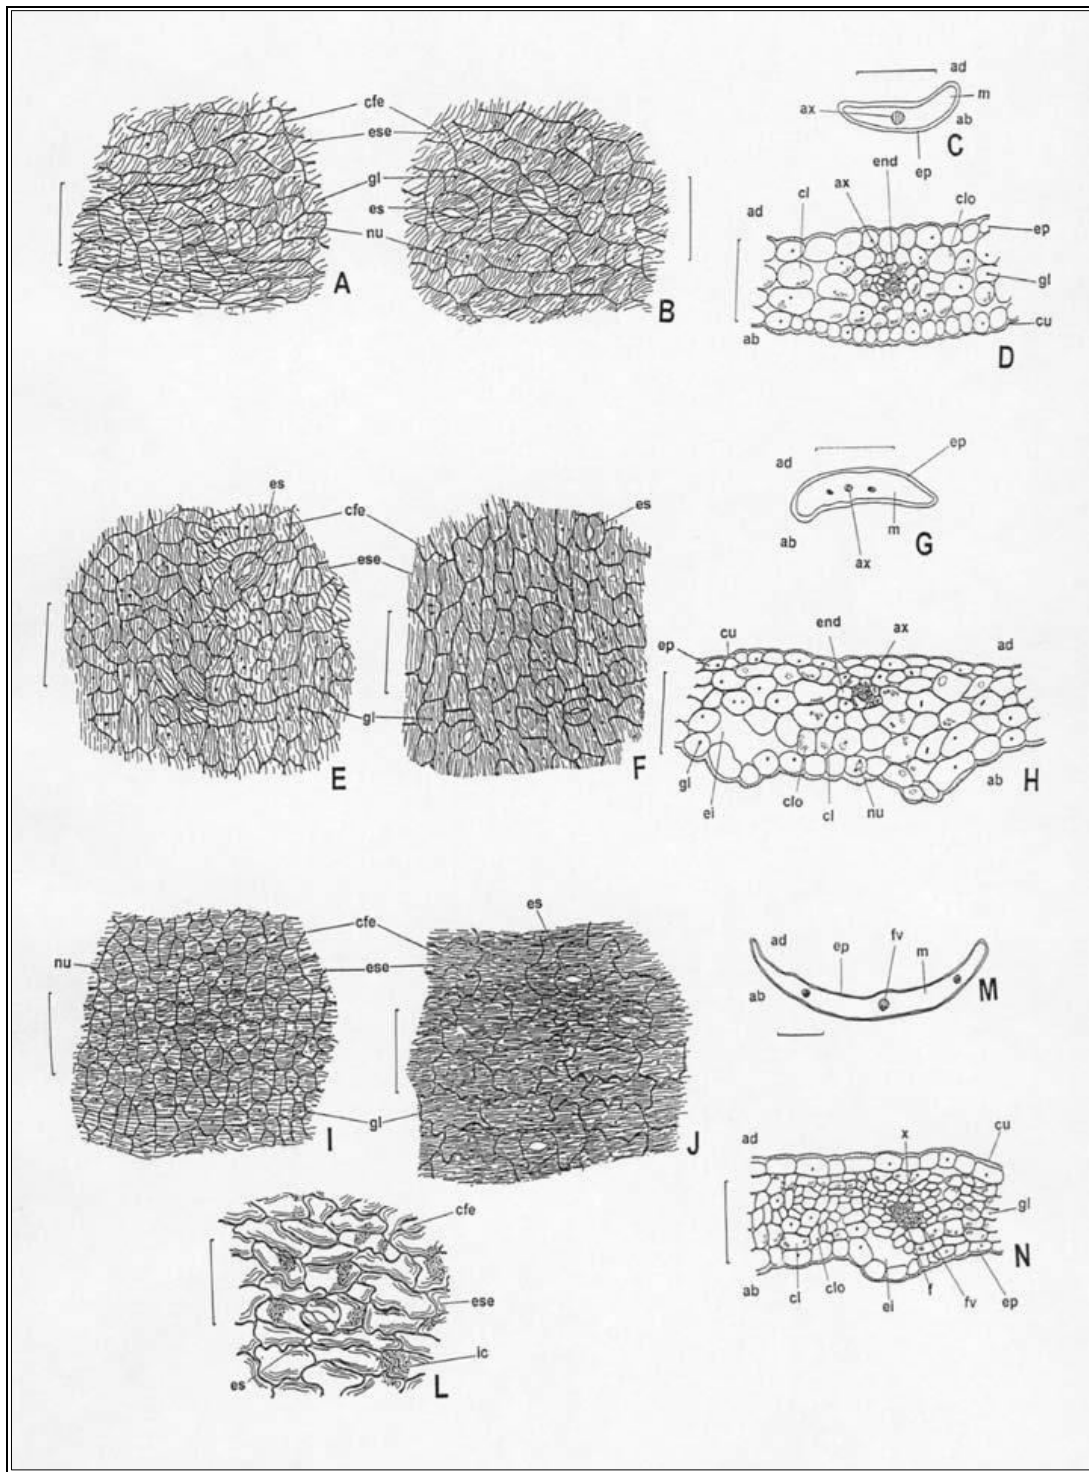 cfe
ese
gl
es
nu
A
B
ad
m
ax
ab
ep
C
end
ax
cl
clo
ad
ep
gl
cu
ab
D
es
cfe
ese
es
gl
E
F
ad
ep
m
ab
ax
G
end
ax
cu
ep
ad
gl
ei
clo
cl
nu
ab
H
es
cfe
nu
ese
gl
I
J
ad
ep
fv
m
ab
M
x
cu
ad
gl
N
ab
cl
clo
ei
f
fv
ep
cfe
ese
ic
es
L